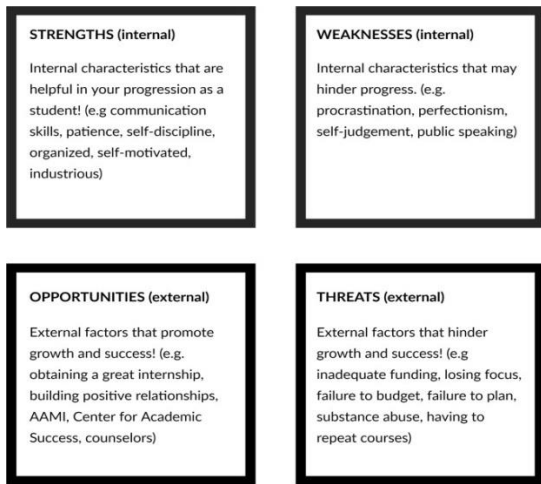 STRENGTHS (internal)
Internal characteristics that are
helpful in your progression as a
student! (e.g communication
skills, patience, self-discipline,
organized, self-motivated,
industrious)
WEAKNESSES (internal)
Internal characteristics that may
hinder progress. (e.g.
procrastination, perfectionism,
self-judgement, public speaking)
OPPORTUNITIES (external)
External factors that promote
growth and success! (e.g.
obtaining a great internship,
building positive relationships,
AAMI, Center for Academic
Success, counselors)
THREATS (external)
External factors that hinder
growth and success! (e.g
inadequate funding, losing focus,
failure to budget, failure to plan,
substance abuse, having to
repeat courses)